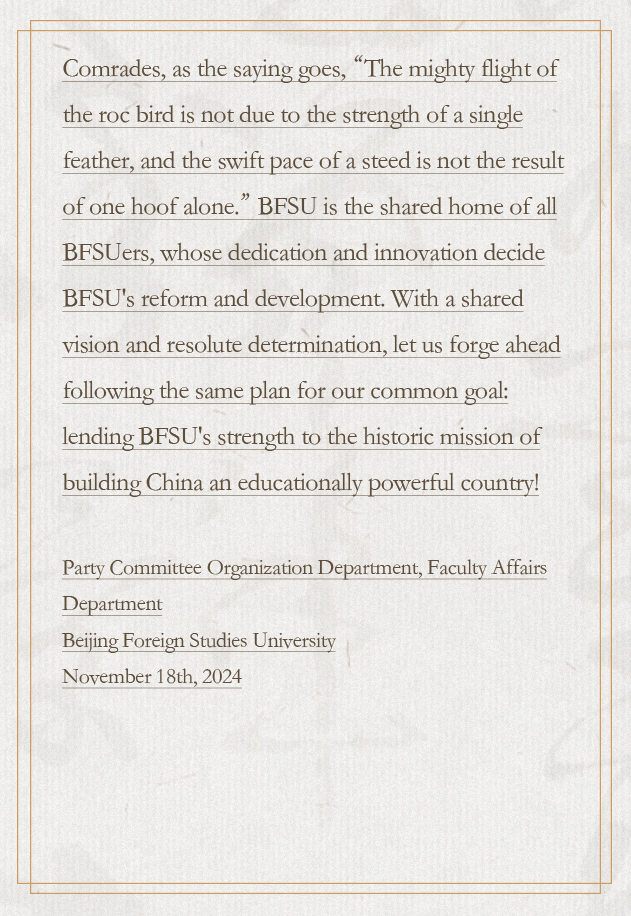 Comrades, as the saying goes, “The mighty flight of
the roc bird is not due to the strength of a single
feather, and the swift pace of a steed is not the result
of one hoof alone.” BFSU is the shared home of all
BFSUers, whose dedication and innovation decide
BFSU's reform and development. With a shared
vision and resolute determination, let us forge ahead
following the same plan for our common goal:
lending BFSU's strength to the historic mission of
building China an educationally powerful country!
Party Committee Organization Department, Faculty Affairs
Department
Beijing Foreign Studies University
November 18th, 2024